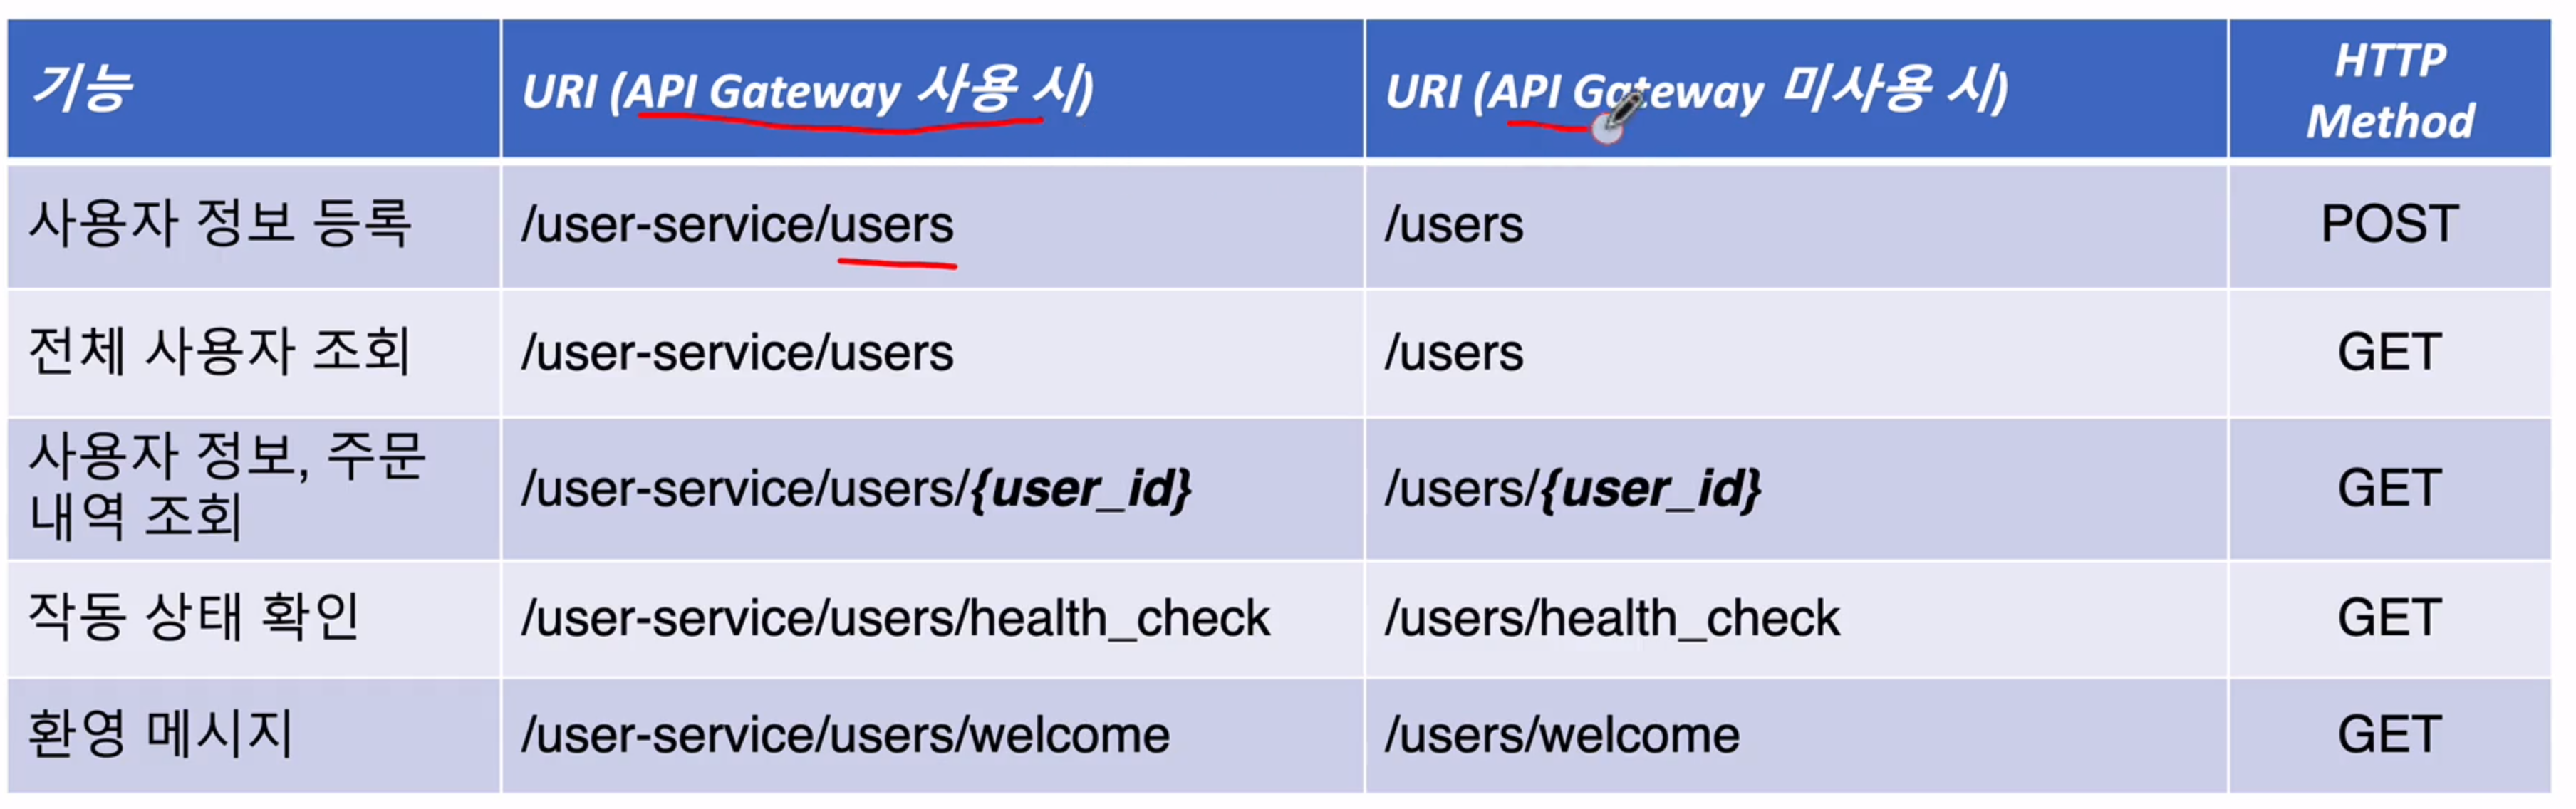 기능 URI (API Gateway 사용 시) URI (API Gateway 미사용 시) HTTP Method
사용자 정보 등록 /user-service/users /users POST
전체 사용자 조회 /user-service/users /users GET
사용자 정보, 주문 내역 조회 /user-service/users/{user_id} /users/{user_id} GET
작동 상태 확인 /user-service/users/health_check /users/health_check GET
환영 메시지 /user-service/users/welcome /users/welcome GET